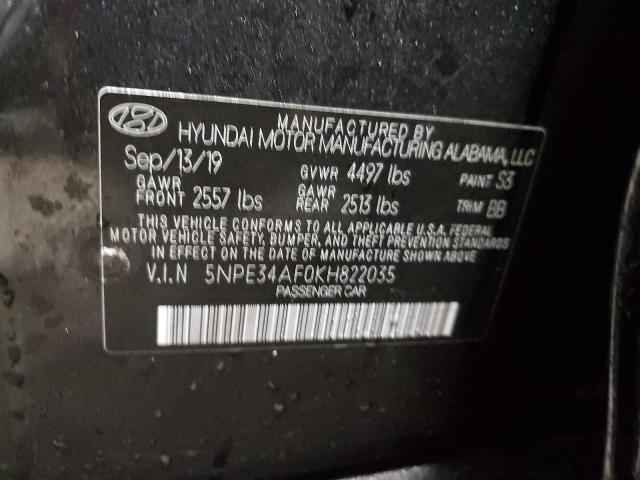 MANUFACTURED BY
HYUNDAI MOTOR MANUFACTURING ALABAMA, LLC
Sep/13/19 GVWR 4497 lbs PAINT S3
GAWR FRONT 2557 lbs GAWR REAR 2513 lbs TRIM BB
THIS VEHICLE CONFORMS TO ALL APPLICABLE U.S.A. FEDERAL
MOTOR VEHICLE SAFETY, BUMPER, AND THEFT PREVENTION STANDARDS
IN EFFECT ON THE DATE OF MANUFACTURE SHOWN ABOVE.
V.I.N 5NPE34AF0KH822035
PASSENGER CAR